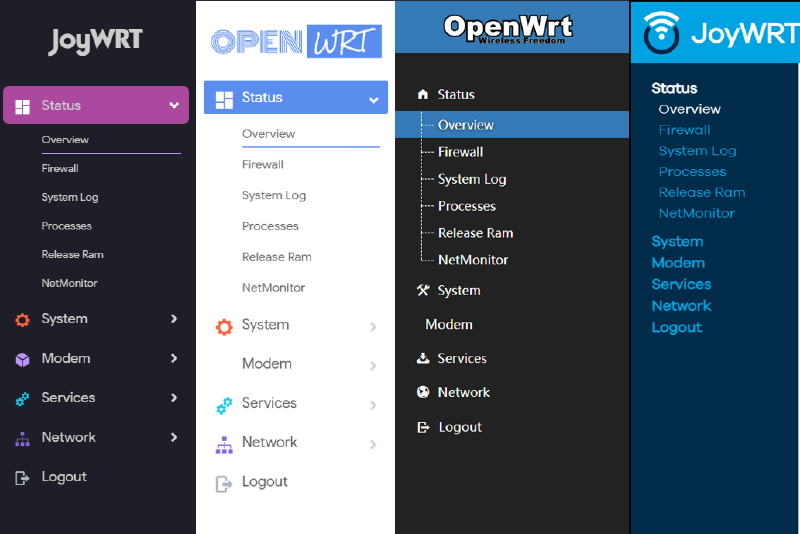 JoyWRT
Status
Overview
Firewall
System Log
Processes
Release Ram
NetMonitor
System
Modem
Services
Network
Logout
OPEN WRT
Status
Overview
Firewall
System Log
Processes
Release Ram
NetMonitor
System
Modem
Services
Network
Logout
OpenWrt
Wireless Freedom
Status
Overview
Firewall
System Log
Processes
Release Ram
NetMonitor
System
Modem
Services
Network
Logout
JoyWRT
Status
Overview
Firewall
System Log
Processes
Release Ram
NetMonitor
System
Modem
Services
Network
Logout